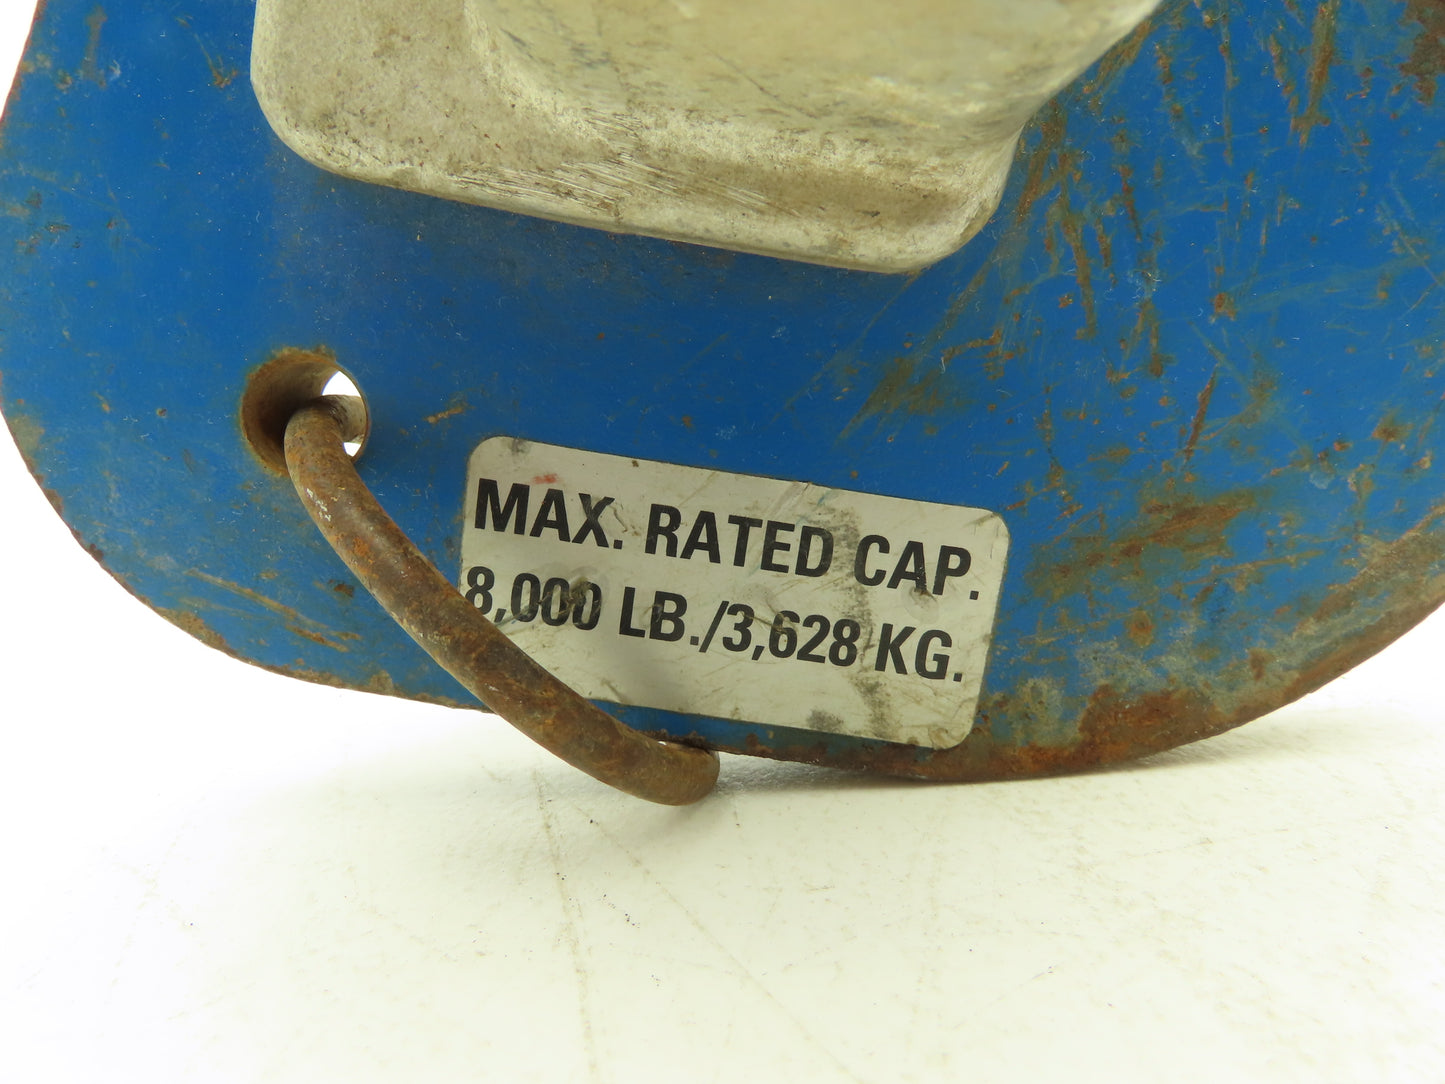 MAX. RATED CAP.
8,000 LB./3,628 KG.